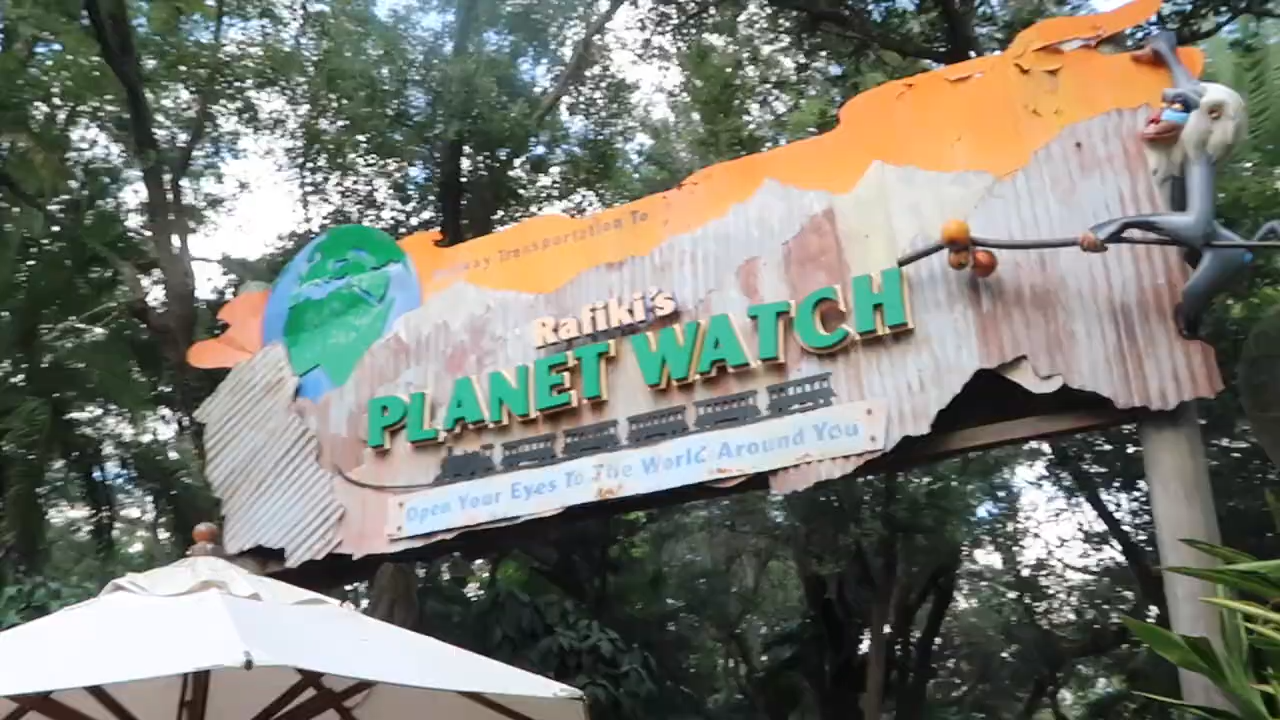 Transportation To
Rafiki's
PLANET WATCH
Open Your Eyes To The World Around You